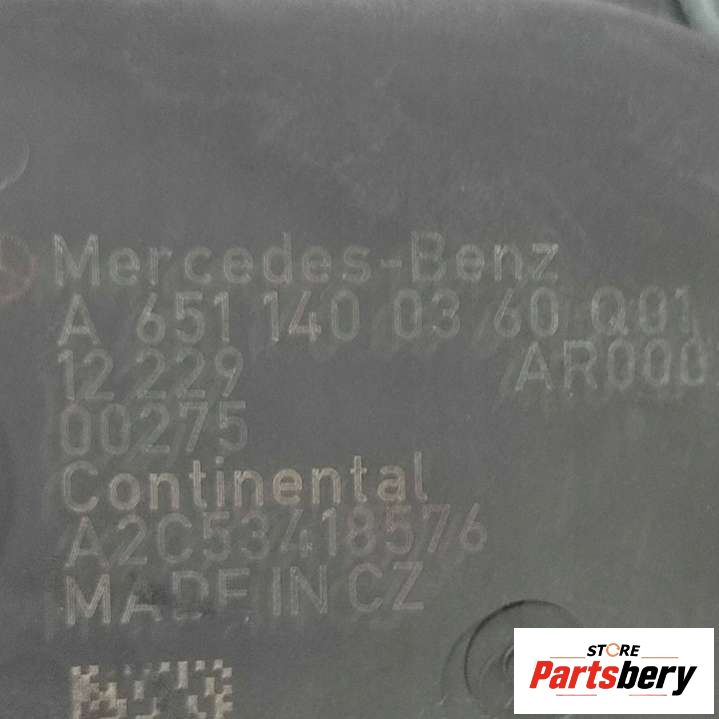 Mercedes-Benz
A 651 140 03 60 Q01
12 229 AR000
00275
Continental
A2C53418576
MADE IN CZ
STORE
Partsbery